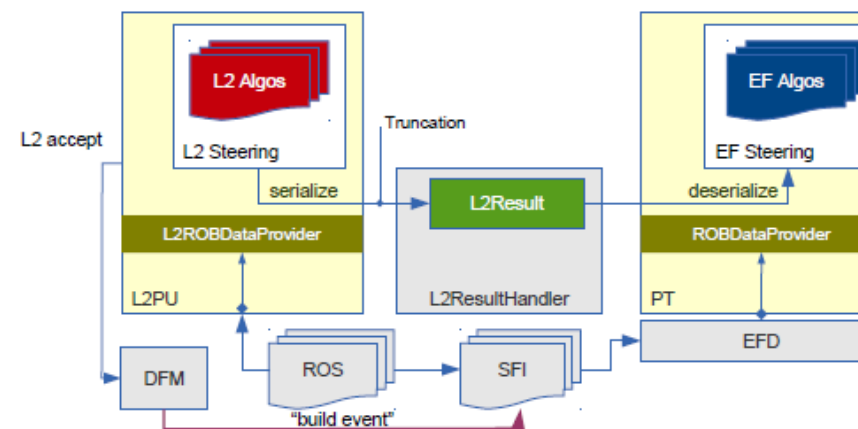 L2 Algos
EF Algos
Truncation
L2 accept
L2 Steering
EF Steering
serialize
L2Result
deserialize
L2ROBDataProvider
ROBDataProvider
L2PU
L2ResultHandler
PT
EFD
DFM
ROS
SFI
"build event"